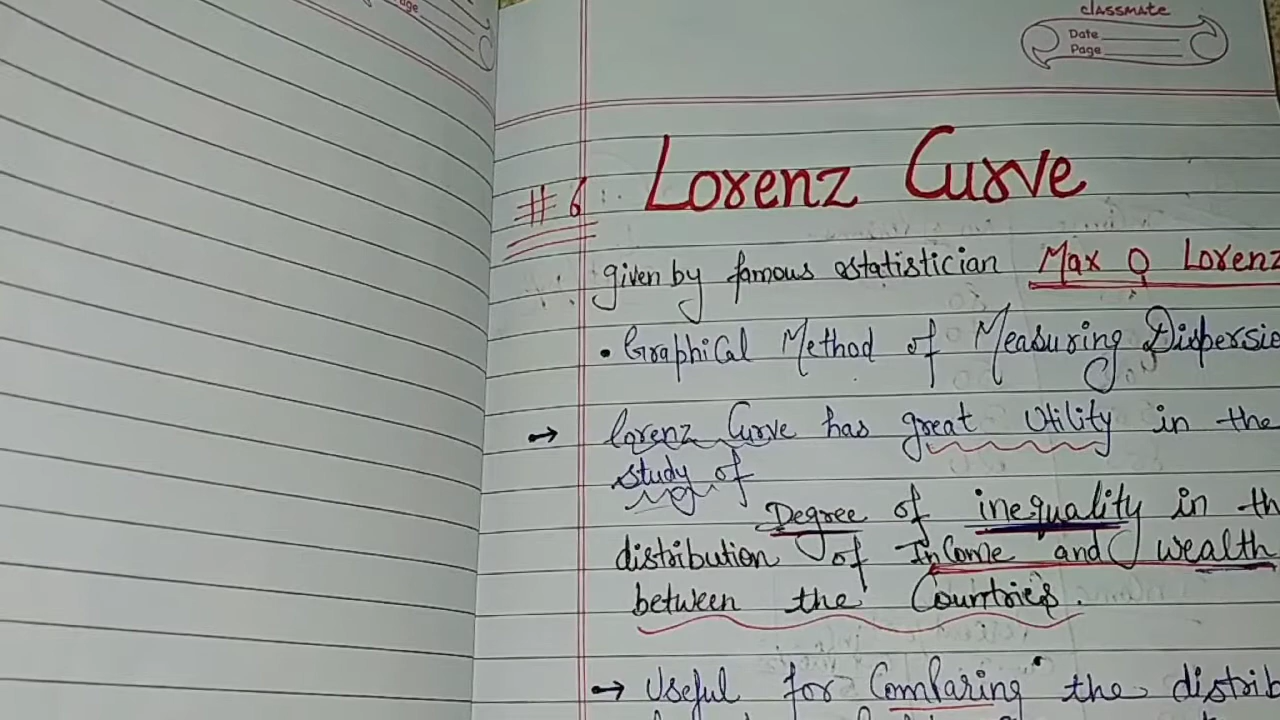 classmate
Date
Page
age
# 6 Lorenz Curve
given by famous statistician Max O Lorenz
• Graphical Method of Measuring Dispersio
→ lorenz Curve has great Utility in the
study of
Degree of inequality in th
distribution of Income and wealth
between the Countries.
→ Useful for Comparing the distrib